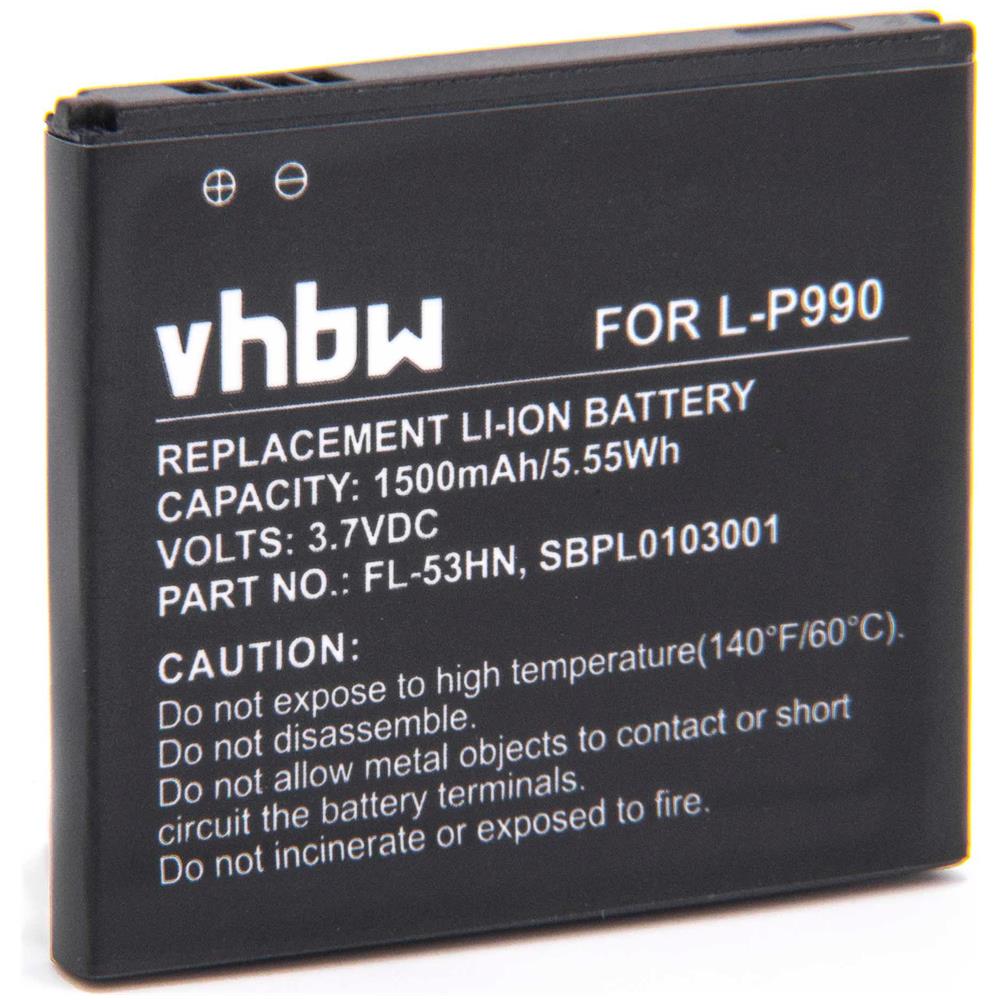 ⊕ ⊖
vhbw
FOR L-P990
REPLACEMENT LI-ION BATTERY
CAPACITY: 1500mAh/5.55Wh
VOLTS: 3.7VDC
PART NO.: FL-53HN, SBPL0103001
CAUTION:
Do not expose to high temperature(140°F/60°C).
Do not disassemble.
Do not allow metal objects to contact or short
circuit the battery terminals.
Do not incinerate or exposed to fire.